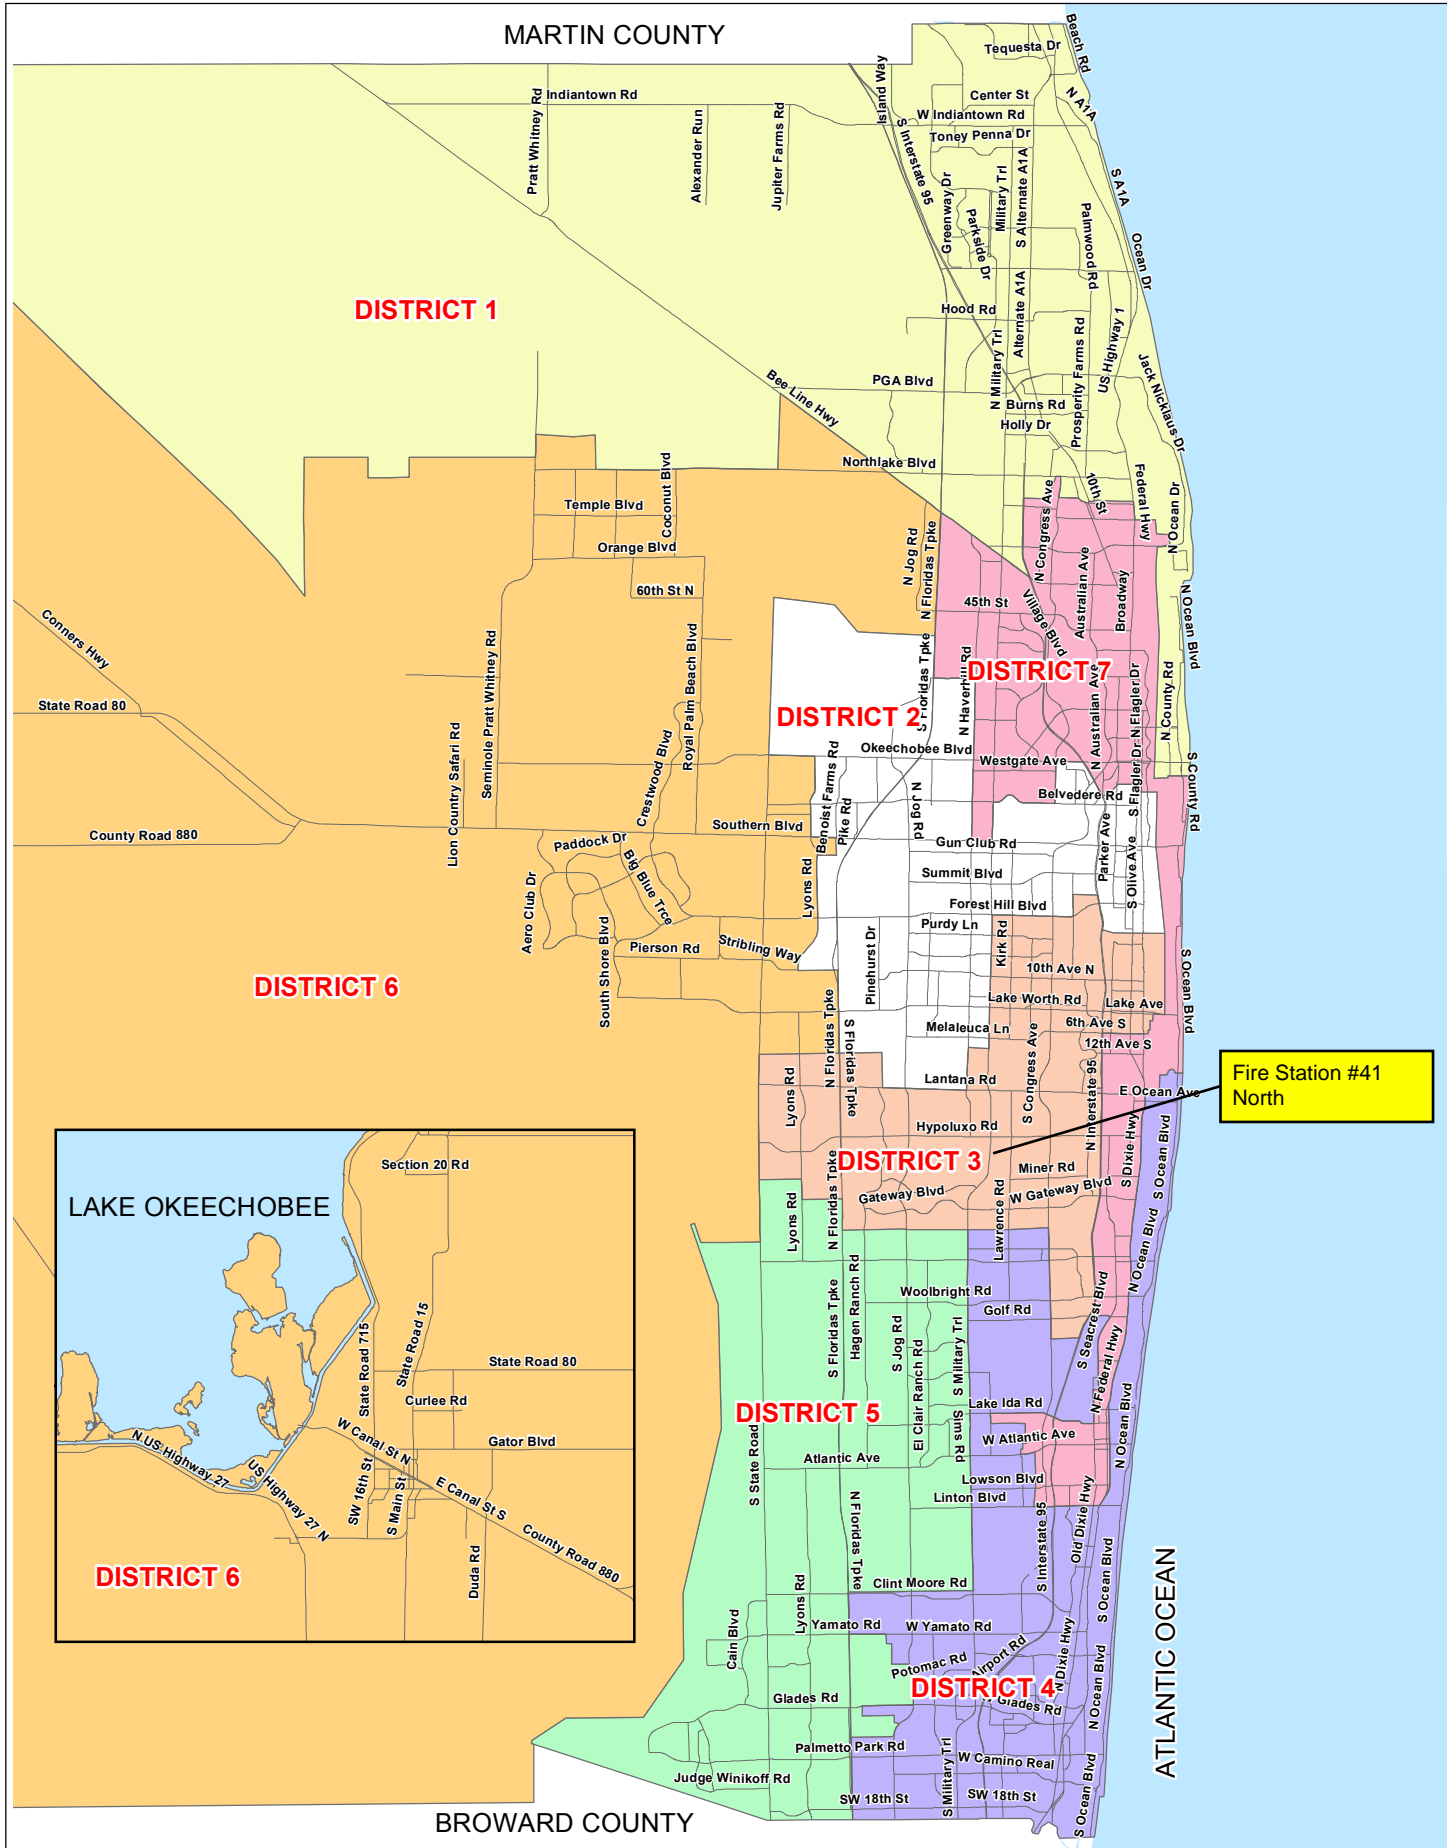 MARTIN COUNTY
Beach Rd
Tequesta Dr
Island Way
Indiantown Rd
Pratt Whitney Rd
Alexander Run
Jupiter Farms Rd
Center St
N A1A
W Indiantown Rd
S Interstate 95
Toney Penna Dr
Military Trl
S Alternate A1A
S A1A
Greenway Dr
Parkside Dr
Palmwood Rd
Ocean Dr
DISTRICT 1
Hood Rd
Alternate A1A
N Military Trl
Prosperity Farms Rd
US Highway 1
Jack Nicklaus Dr
Bee Line Hwy
PGA Blvd
Burns Rd
Holly Dr
Northlake Blvd
Coconut Blvd
Temple Blvd
Orange Blvd
60th St N
N Jog Rd
N Floridas Tpke
N Congress Ave
10th St
Federal Hwy
N Ocean Dr
Australian Ave
Broadway
45th St
Village Blvd
N Ocean Blvd
Conners Hwy
State Road 80
Seminole Pratt Whitney Rd
Royal Palm Beach Blvd
DISTRICT 7
DISTRICT 2
S Floridas Tpke
N Haverhill Rd
N Australian Ave
N Flagler Dr
N County Rd
Okeechobee Blvd
Westgate Ave
Lion Country Safari Rd
Crestwood Blvd
Benoist Farms Rd
Pike Rd
N Jog Rd
Belvedere Rd
S Flagler Dr
S County Rd
County Road 880
Southern Blvd
Paddock Dr
Big Blue Trce
Gun Club Rd
Parker Ave
S Olive Ave
Summit Blvd
Aero Club Dr
Lyons Rd
Forest Hill Blvd
South Shore Blvd
Pierson Rd
Stribling Way
Pinehurst Dr
Purdy Ln
Kirk Rd
10th Ave N
S Ocean Blvd
DISTRICT 6
Lake Worth Rd
Lake Ave
N Floridas Tpke
S Floridas Tpke
Melaleuca Ln
6th Ave S
12th Ave S
S Congress Ave
Lyons Rd
Lantana Rd
N Interstate 95
E Ocean Ave
Fire Station #41
North
Hypoluxo Rd
S Dixie Hwy
S Ocean Blvd
DISTRICT 3
Miner Rd
Gateway Blvd
W Gateway Blvd
Lawrence Rd
Lyons Rd
N Floridas Tpke
N Ocean Blvd
LAKE OKEECHOBEE
Section 20 Rd
State Road 715
State Road 15
State Road 80
Curlee Rd
W Canal St N
Gator Blvd
N US Highway 27
US Highway 27 N
SW 16th St
S Main St
E Canal St S
County Road 880
Duda Rd
DISTRICT 6
Hagen Ranch Rd
S Floridas Tpke
Woolbright Rd
Golf Rd
S Seacrest Blvd
S Jog Rd
El Clair Ranch Rd
S Military Trl
N Federal Hwy
Lake Ida Rd
N Ocean Blvd
DISTRICT 5
S State Road
Sims Rd
W Atlantic Ave
Atlantic Ave
Lowson Blvd
Linton Blvd
N Floridas Tpke
S Interstate 95
Old Dixie Hwy
S Ocean Blvd
Clint Moore Rd
Lyons Rd
Cain Blvd
Yamato Rd
W Yamato Rd
Potomac Rd
Airport Rd
N Dixie Hwy
N Ocean Blvd
DISTRICT 4
Glades Rd
W Glades Rd
Palmetto Park Rd
W Camino Real
Judge Winikoff Rd
S Military Trl
SW 18th St
SW 18th St
S Ocean Blvd
ATLANTIC OCEAN
BROWARD COUNTY